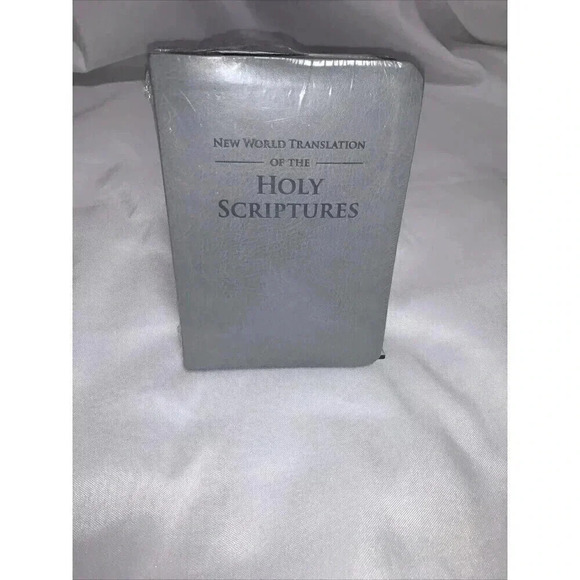 New World Translation
of the
Holy
Scriptures